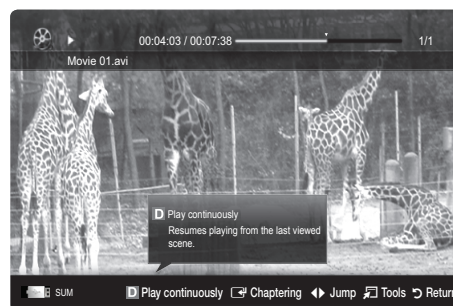 00:04:03 / 00:07:38 1/1
Movie 01.avi
D Play continuously
Resumes playing from the last viewed
scene.
SUM D Play continuously Chaptering Jump Tools Return